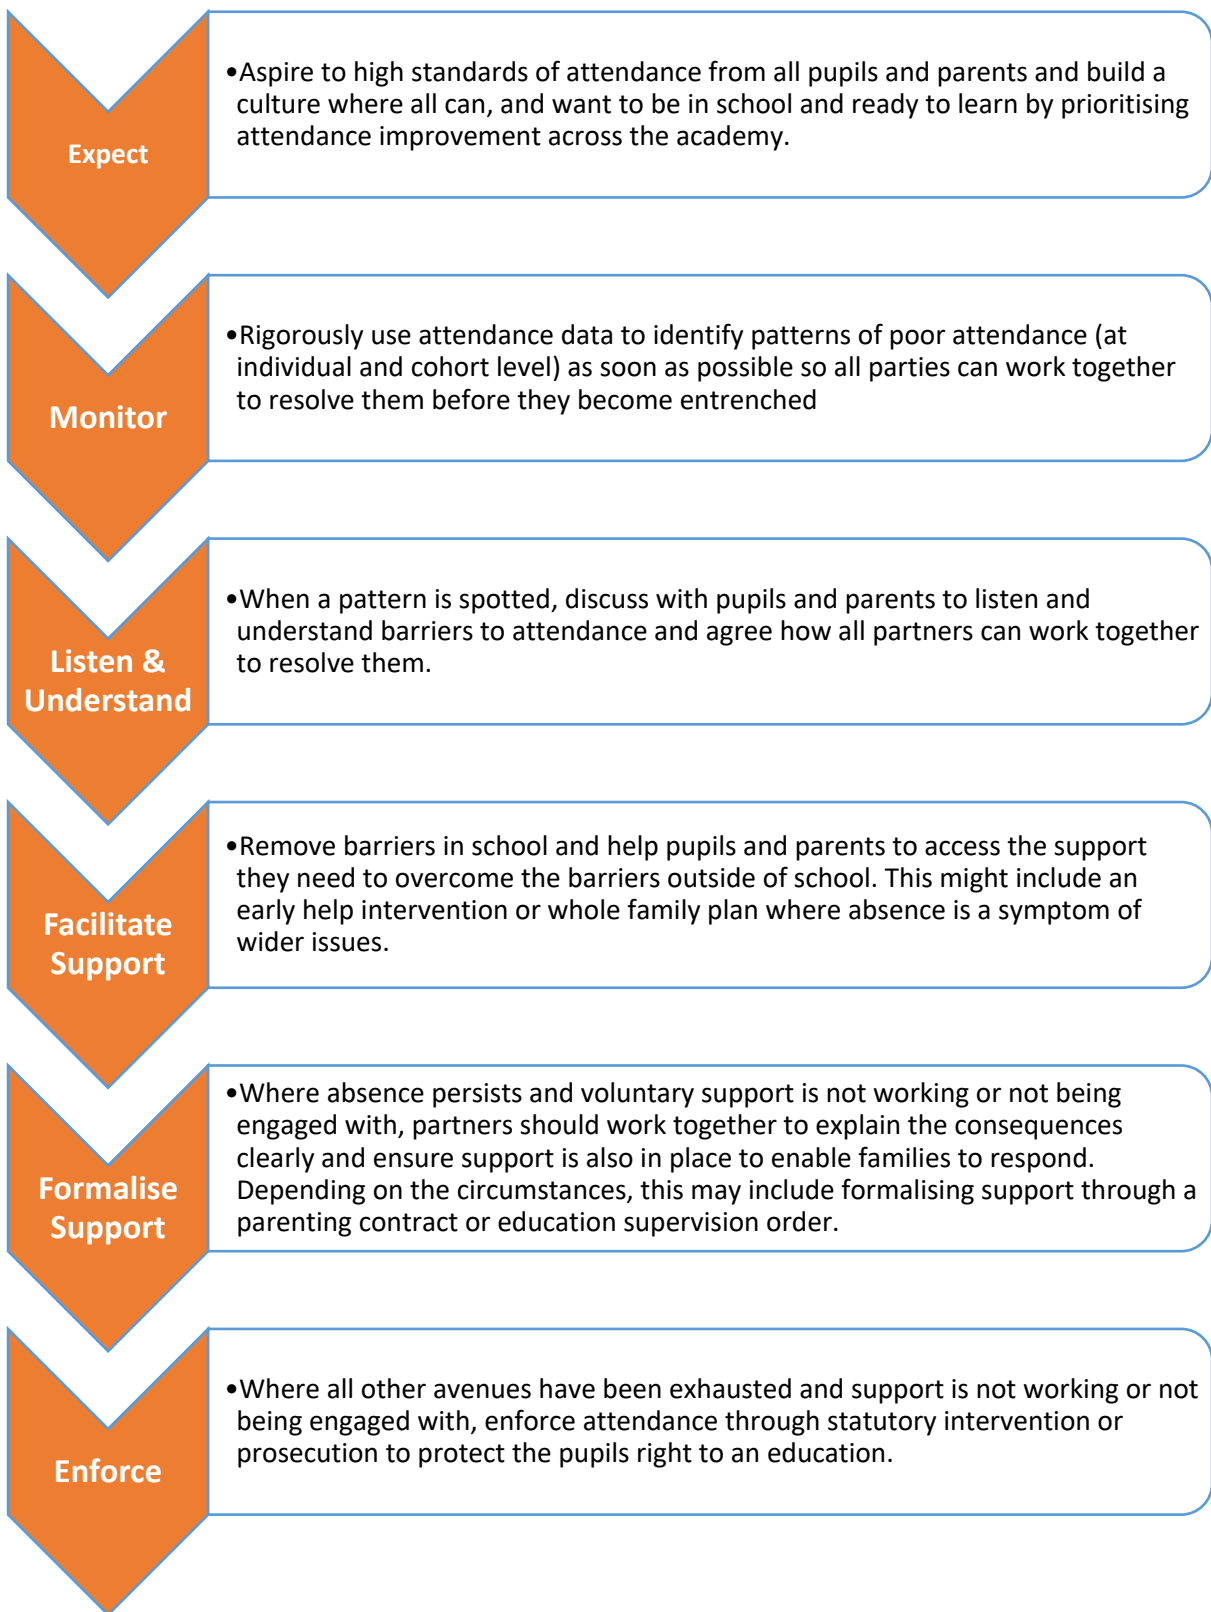 Expect
•Aspire to high standards of attendance from all pupils and parents and build a
culture where all can, and want to be in school and ready to learn by prioritising
attendance improvement across the academy.
Monitor
•Rigorously use attendance data to identify patterns of poor attendance (at
individual and cohort level) as soon as possible so all parties can work together
to resolve them before they become entrenched
Listen &
Understand
•When a pattern is spotted, discuss with pupils and parents to listen and
understand barriers to attendance and agree how all partners can work together
to resolve them.
Facilitate
Support
•Remove barriers in school and help pupils and parents to access the support
they need to overcome the barriers outside of school. This might include an
early help intervention or whole family plan where absence is a symptom of
wider issues.
Formalise
Support
•Where absence persists and voluntary support is not working or not being
engaged with, partners should work together to explain the consequences
clearly and ensure support is also in place to enable families to respond.
Depending on the circumstances, this may include formalising support through a
parenting contract or education supervision order.
Enforce
•Where all other avenues have been exhausted and support is not working or not
being engaged with, enforce attendance through statutory intervention or
prosecution to protect the pupils right to an education.